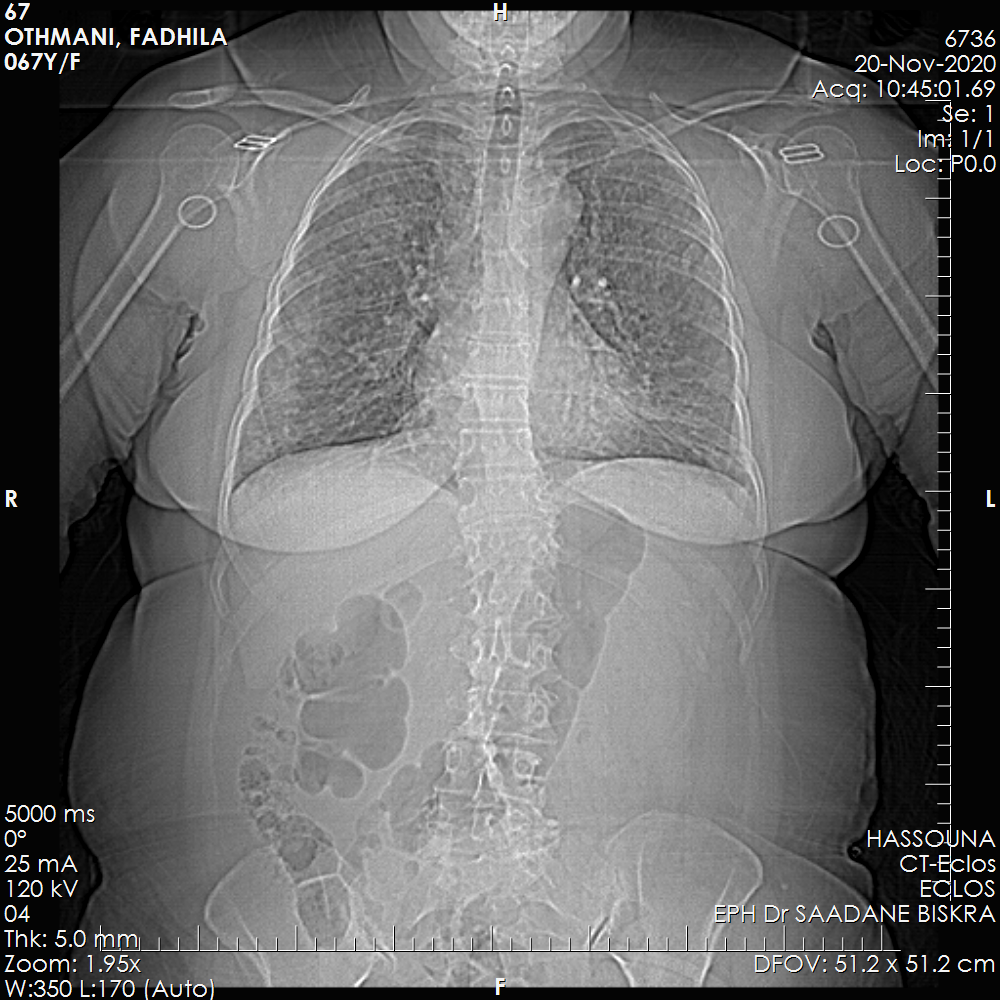 67
OTHMANI, FADHILA
067Y/F
H
6736
20-Nov-2020
Acq: 10:45:01.69
Se: 1
Im: 1/1
Loc: P0.0
R
L
5000 ms
0°
25 mA
120 kV
04
Thk: 5.0 mm
Zoom: 1.95x
W:350 L:170 (Auto)
F
HASSOUNA
CT-Eclos
ECLOS
EPH Dr SAADANE BISKRA
DFOV: 51.2 x 51.2 cm